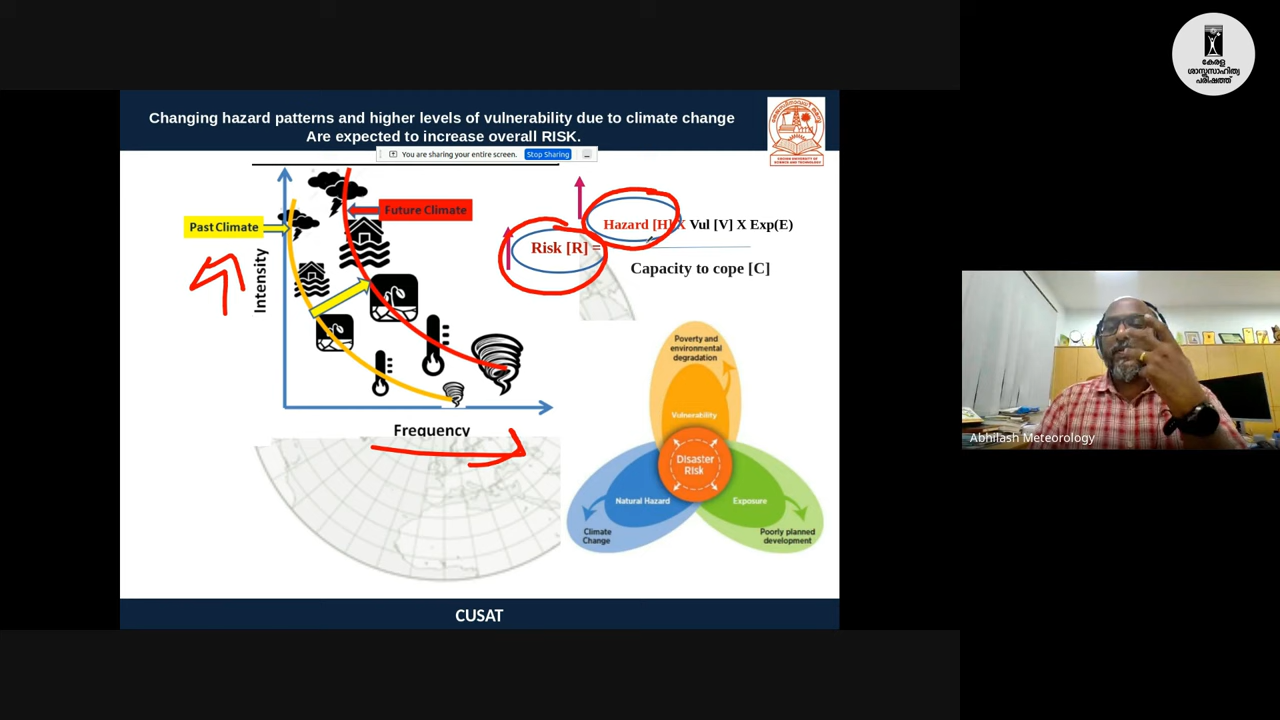 കേരള
ശാസ്ത്രസാഹിത്യ
പരിഷത്ത്
Changing hazard patterns and higher levels of vulnerability due to climate change
Are expected to increase overall RISK.
You are sharing your entire screen. Stop Sharing
Past Climate
Future Climate
Intensity
Frequency
Hazard [H] X Vul [V] X Exp(E)
Risk [R] =
Capacity to cope [C]
Poverty and
environmental
degradation
Vulnerability
Disaster
Risk
Natural Hazard
Exposure
Climate
Change
Poorly planned
development
Abhilash Meteorology
CUSAT